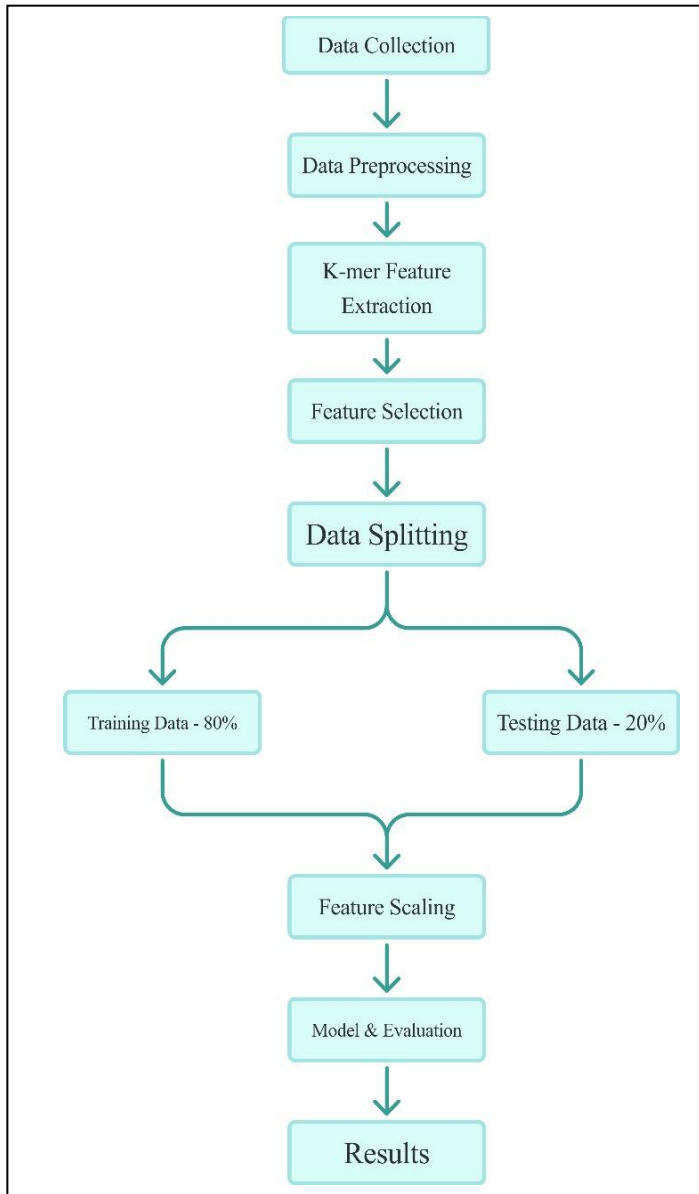 Data Collection
Data Preprocessing
K-mer Feature
Extraction
Feature Selection
Data Splitting
Training Data - 80%
Testing Data - 20%
Feature Scaling
Model & Evaluation
Results